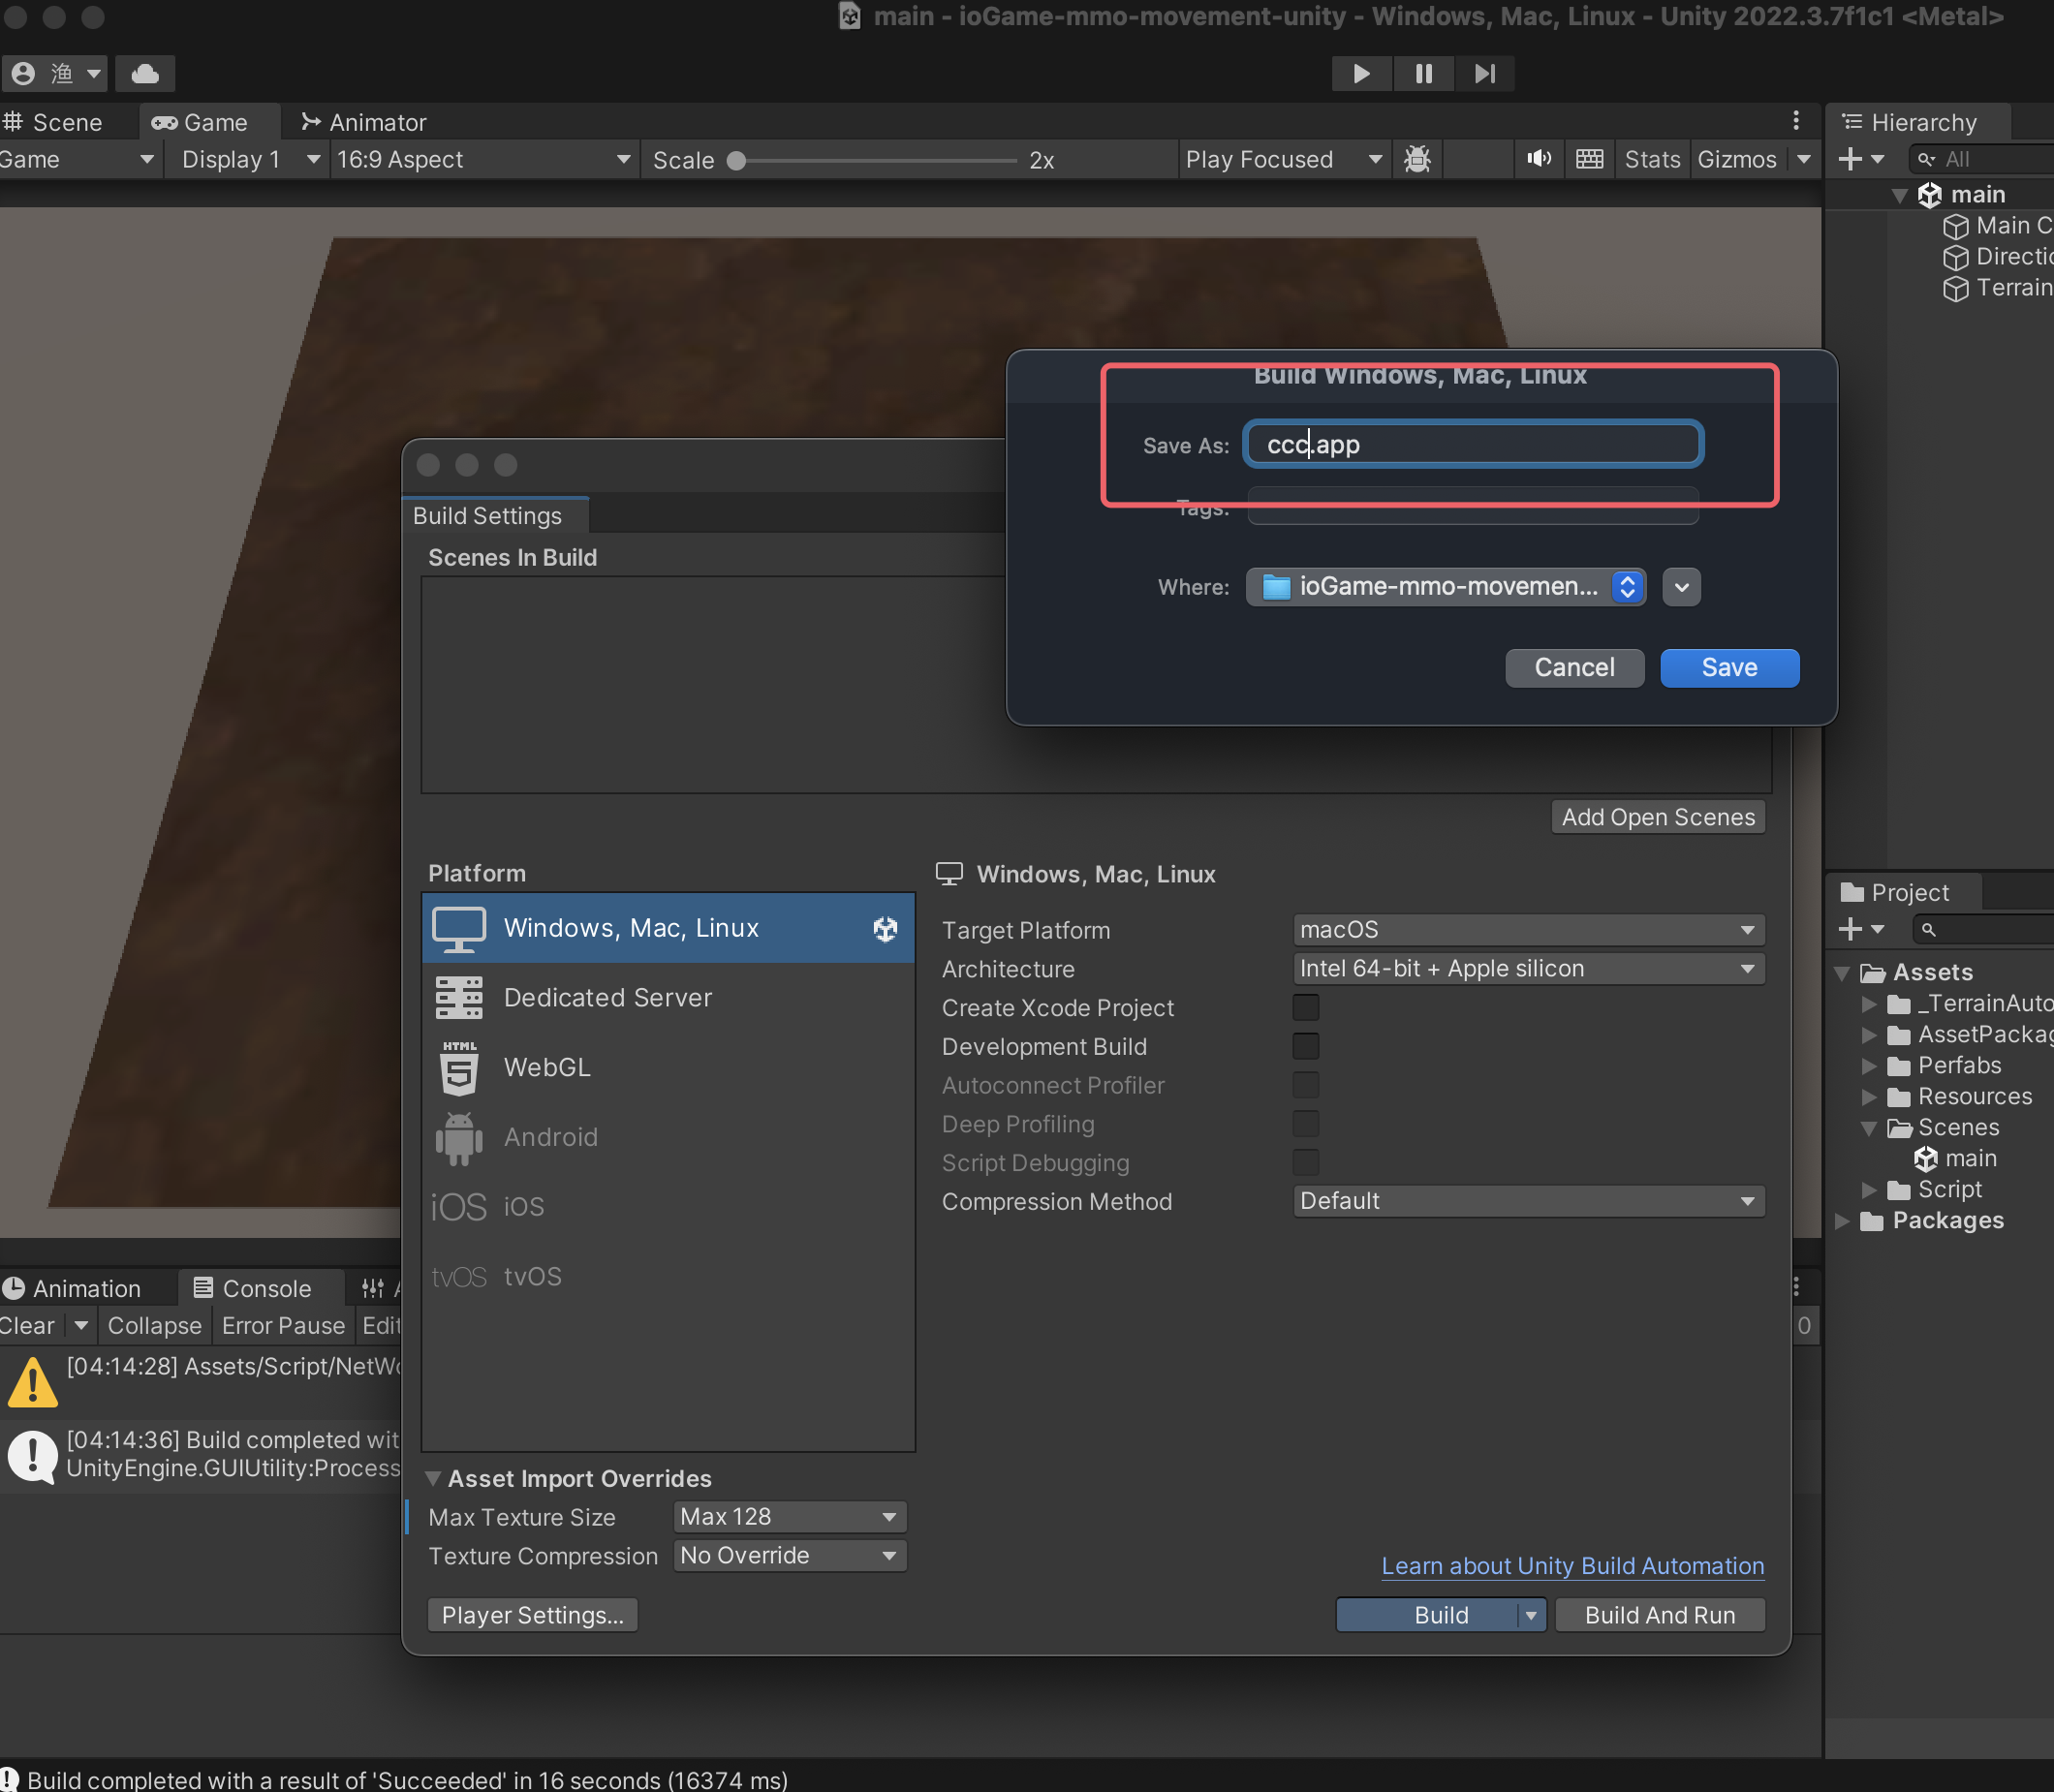 main - ioGame-mmo-movement-unity - Windows, Mac, Linux - Unity 2022.3.7f1c1 <Metal>
渔
Scene
Game
Animator
Hierarchy
Game
Display 1
16:9 Aspect
Scale
2x
Play Focused
Stats
Gizmos
All
main
Main C
Directio
Terrain
Build Windows, Mac, Linux
Save As:
ccc.app
Tags:
Where:
ioGame-mmo-movemen...
Cancel
Save
Build Settings
Scenes In Build
Add Open Scenes
Platform
Windows, Mac, Linux
Dedicated Server
HTML
5
WebGL
Android
iOS
iOS
tvOS
tvOS
Windows, Mac, Linux
Target Platform
macOS
Architecture
Intel 64-bit + Apple silicon
Create Xcode Project
Development Build
Autoconnect Profiler
Deep Profiling
Script Debugging
Compression Method
Default
Project
Assets
_TerrainAuto
AssetPackag
Perfabs
Resources
Scenes
main
Script
Packages
Animation
Console
A
Clear
Collapse
Error Pause
Edit
0
[04:14:28] Assets/Script/NetWo
[04:14:36] Build completed wit
UnityEngine.GUIUtility:Process
Asset Import Overrides
Max Texture Size
Max 128
Texture Compression
No Override
Learn about Unity Build Automation
Player Settings...
Build
Build And Run
Build completed with a result of 'Succeeded' in 16 seconds (16374 ms)